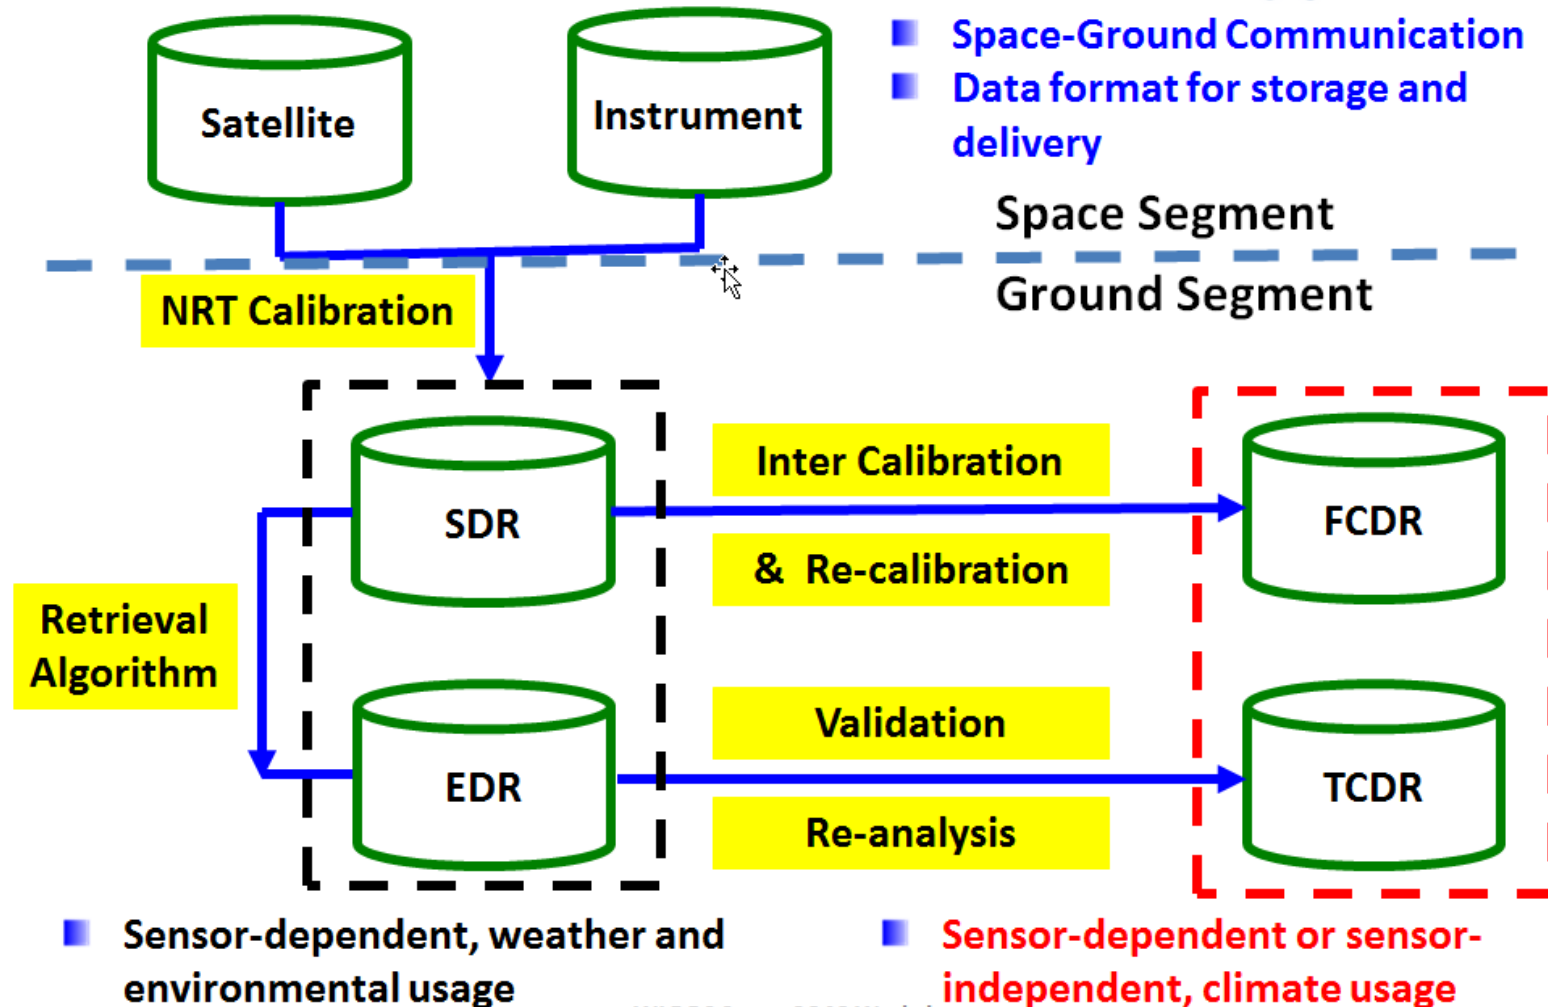 Space-Ground Communication
Data format for storage and
delivery
Satellite
Instrument
Space Segment
Ground Segment
NRT Calibration
SDR
Inter Calibration
& Re-calibration
FCDR
Retrieval
Algorithm
EDR
Validation
Re-analysis
TCDR
Sensor-dependent, weather and
environmental usage
Sensor-dependent or sensor-
independent, climate usage